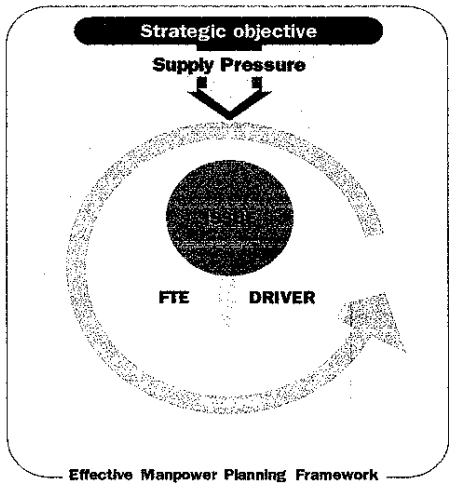 Strategic objective
Supply Pressure
FTE DRIVER
Effective Manpower Planning Framework